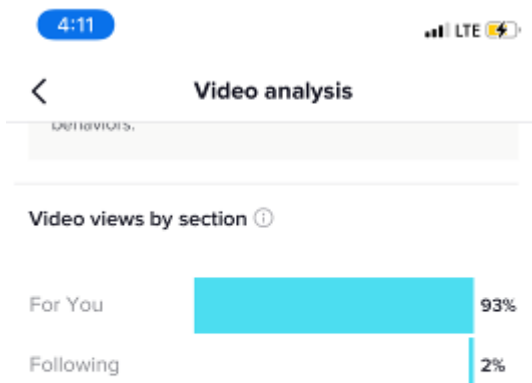 4:11 LTE
Video analysis
behaviors.
Video views by section
For You 93%
Following 2%